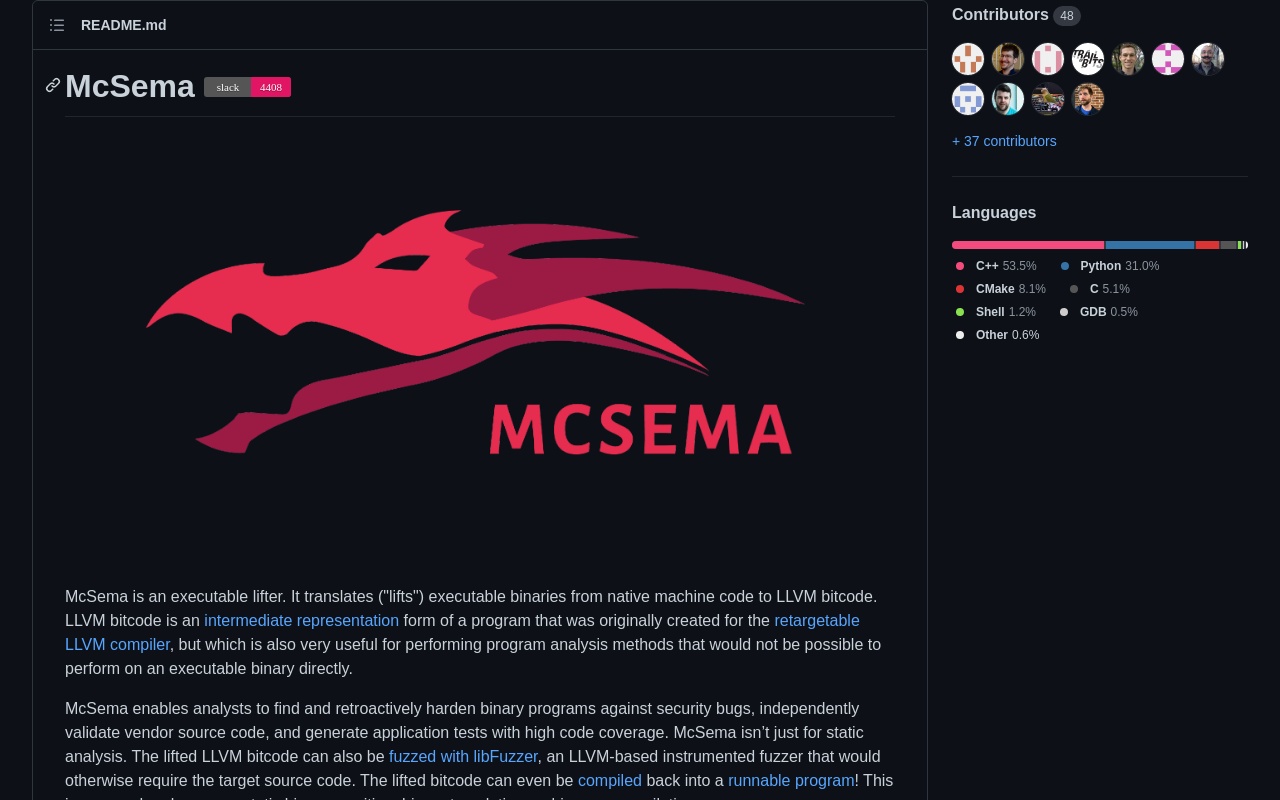 README.md
McSema
slack 4408
MCSEMA
McSema is an executable lifter. It translates ("lifts") executable binaries from native machine code to LLVM bitcode.
LLVM bitcode is an intermediate representation form of a program that was originally created for the retargetable
LLVM compiler, but which is also very useful for performing program analysis methods that would not be possible to
perform on an executable binary directly.
McSema enables analysts to find and retroactively harden binary programs against security bugs, independently
validate vendor source code, and generate application tests with high code coverage. McSema isn’t just for static
analysis. The lifted LLVM bitcode can also be fuzzed with libFuzzer, an LLVM-based instrumented fuzzer that would
otherwise require the target source code. The lifted bitcode can even be compiled back into a runnable program! This
Contributors 48
TRAIL
OF BITS
+ 37 contributors
Languages
C++ 53.5% Python 31.0%
CMake 8.1% C 5.1%
Shell 1.2% GDB 0.5%
Other 0.6%